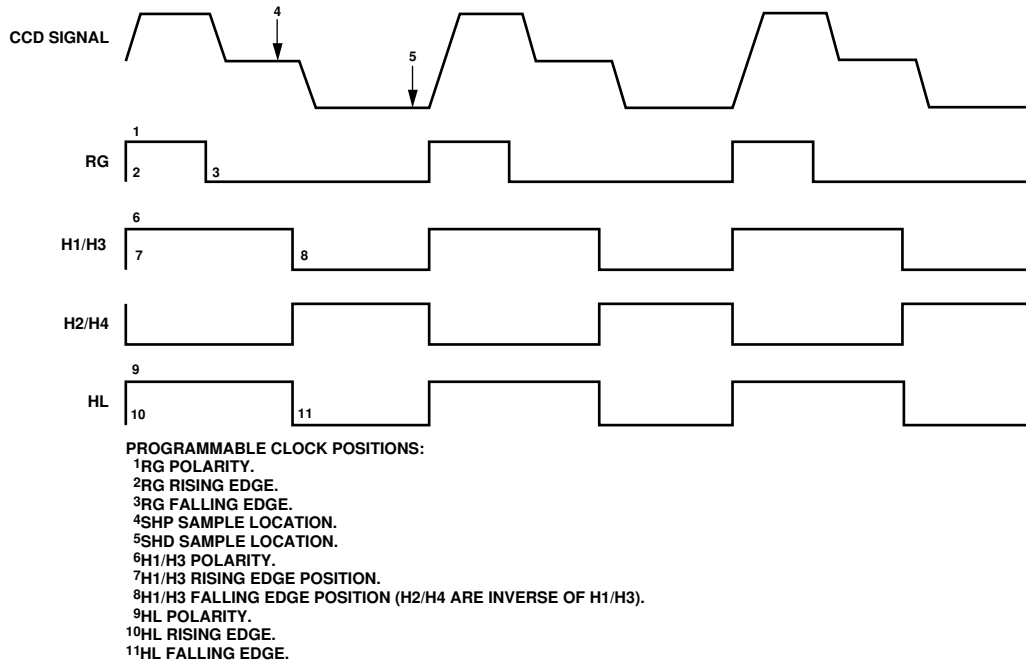 4
CCD SIGNAL
5
1
RG
2
3
6
H1/H3
7
8
H2/H4
9
HL
10
11
PROGRAMMABLE CLOCK POSITIONS:
1RG POLARITY.
2RG RISING EDGE.
3RG FALLING EDGE.
4SHP SAMPLE LOCATION.
5SHD SAMPLE LOCATION.
6H1/H3 POLARITY.
7H1/H3 RISING EDGE POSITION.
8H1/H3 FALLING EDGE POSITION (H2/H4 ARE INVERSE OF H1/H3).
9HL POLARITY.
10HL RISING EDGE.
11HL FALLING EDGE.